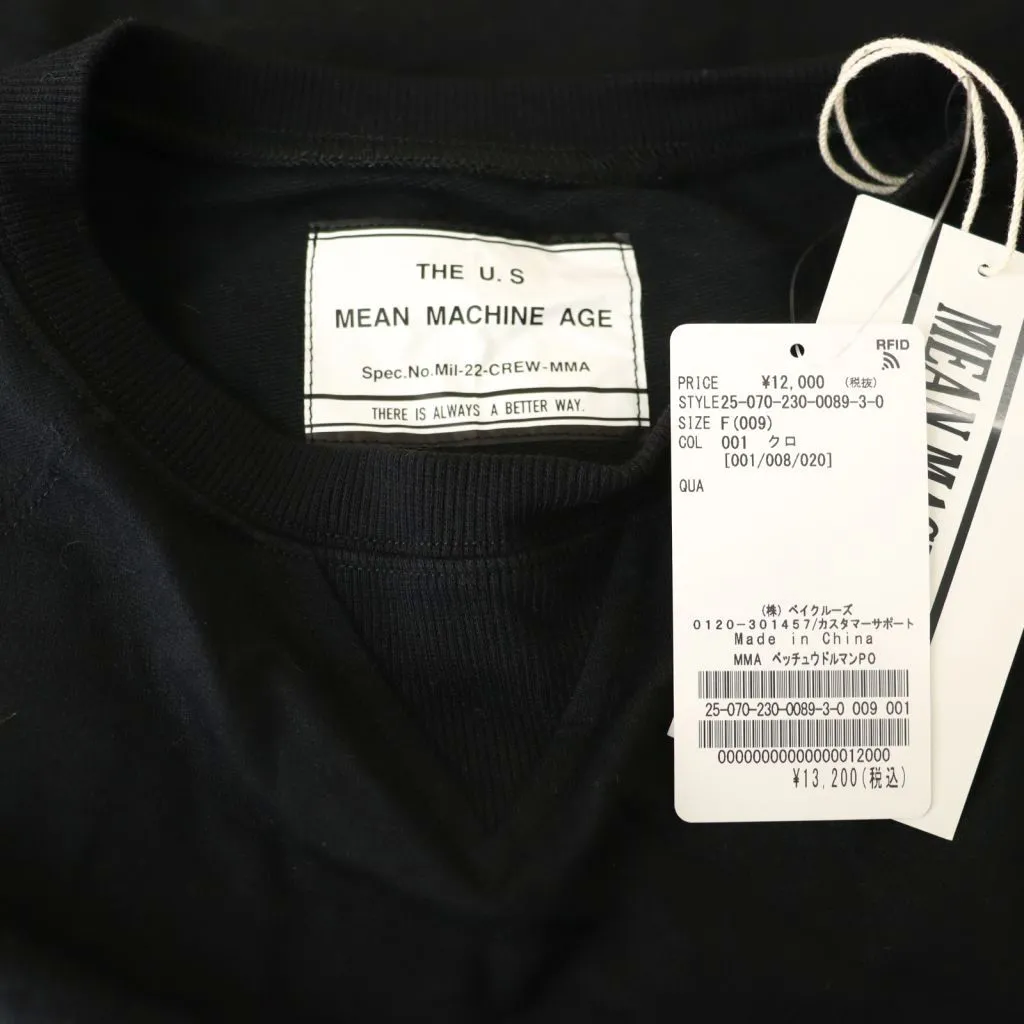 THE U.S
MEAN MACHINE AGE
Spec.No.Mil-22-CREW-MMA
THERE IS ALWAYS A BETTER WAY.
RFID
PRICE ¥12,000 (税抜)
STYLE25-070-230-0089-3-0
SIZE F(009)
COL 001 クロ
[001/008/020]
QUA
(株) ベイクルーズ
0120-301457/カスタマーサポート
Made in China
MMA ベッチュウドルマンPO
25-070-230-0089-3-0 009 001
00000000000000012000
¥13,200(税込)
MEAN